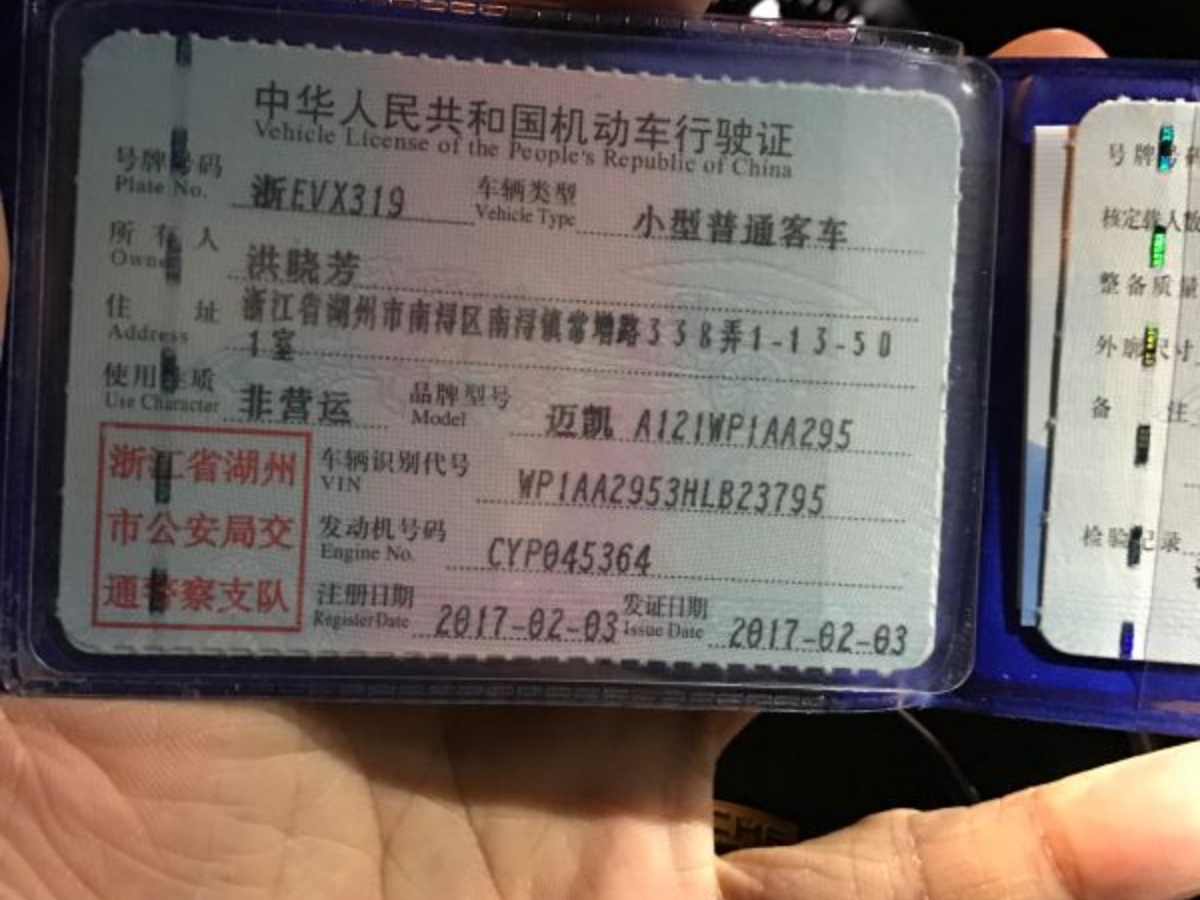 中华人民共和国机动车行驶证
Vehicle License of the People's Republic of China
号牌号码 浙EVX319 车辆类型 小型普通客车
Plate No. Vehicle Type
所有人 洪晓芳
Owner
住址 浙江省湖州市南浔区南浔镇常增路338弄1-13-50
Address 1室
使用性质 非营运 品牌型号 迈凯 A121WP1AA295
Use Character Model
浙江省湖州
市公安局交
通警察支队
车辆识别代号 WP1AA2953HLB23795
VIN
发动机号码 CYP045364
Engine No.
注册日期 2017-02-03 发证日期 2017-02-03
Register Date Issue Date
号牌号码
核定载人数
整备质量
外廓尺寸
备注
检验记录